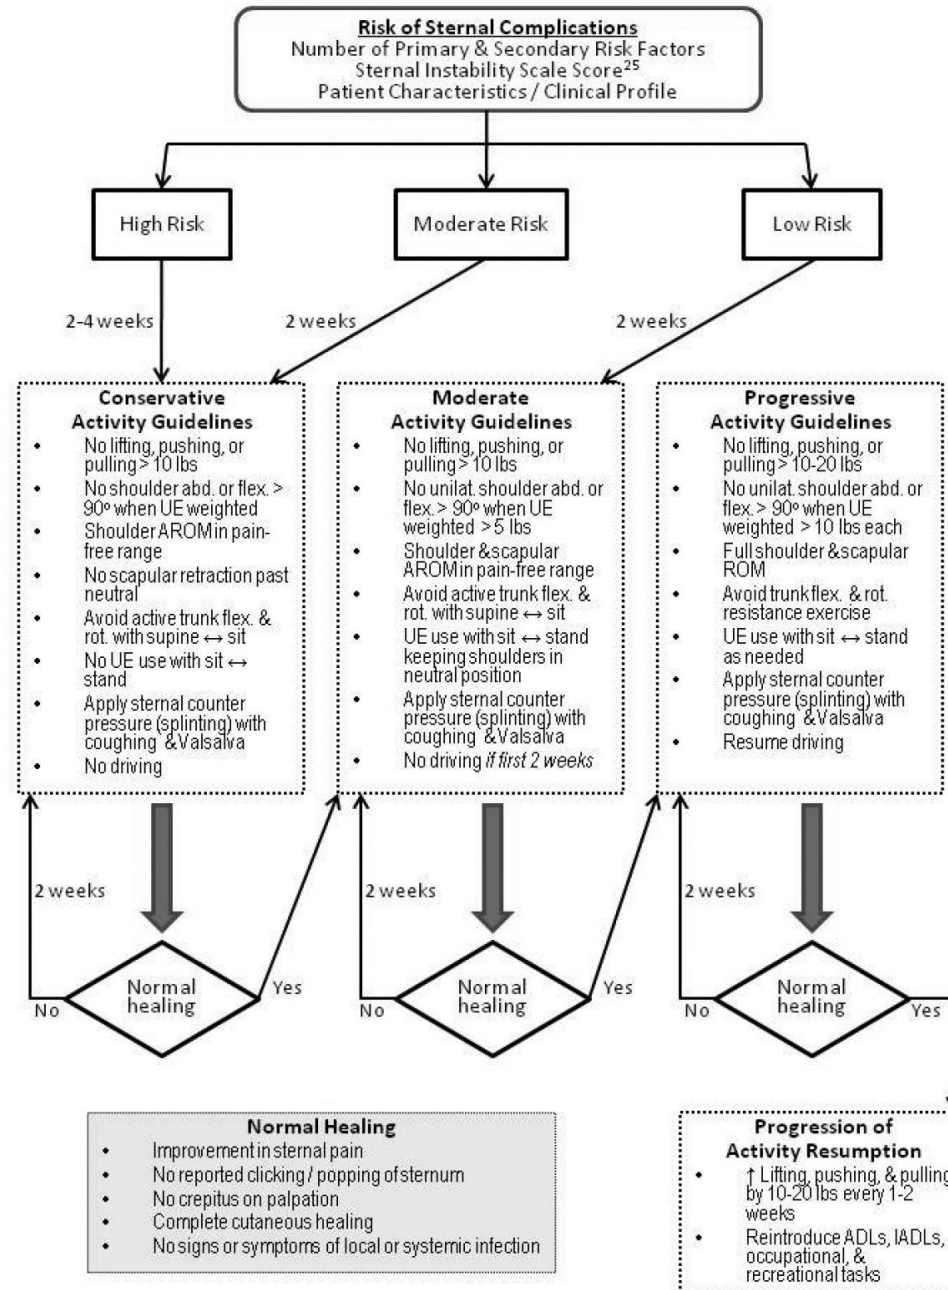 Risk of Sternal Complications
Number of Primary & Secondary Risk Factors
Sternal Instability Scale Score25
Patient Characteristics / Clinical Profile
High Risk
Moderate Risk
Low Risk
2-4 weeks
2 weeks
2 weeks
Conservative
Activity Guidelines
• No lifting, pushing, or
pulling > 10 lbs
• No shoulder abd. or flex. >
90º when UE weighted
• Shoulder AROM in pain-
free range
• No scapular retraction past
neutral
• Avoid active trunk flex. &
rot. with supine ↔ sit
• No UE use with sit ↔
stand
• Apply sternal counter
pressure (splinting) with
coughing & Valsalva
• No driving
Moderate
Activity Guidelines
• No lifting, pushing, or
pulling > 10 lbs
• No unilat. shoulder abd. or
flex. > 90º when UE
weighted > 5 lbs
• Shoulder & scapular
AROM in pain-free range
• Avoid active trunk flex. &
rot. with supine ↔ sit
• UE use with sit ↔ stand
keeping shoulders in
neutral position
• Apply sternal counter
pressure (splinting) with
coughing & Valsalva
• No driving if first 2 weeks
Progressive
Activity Guidelines
• No lifting, pushing, or
pulling > 10-20 lbs
• No unilat. shoulder abd. or
flex. > 90º when UE
weighted > 10 lbs each
• Full shoulder & scapular
ROM
• Avoid trunk flex. & rot.
resistance exercise
• UE use with sit ↔ stand
as needed
• Apply sternal counter
pressure (splinting) with
coughing & Valsalva
• Resume driving
2 weeks
2 weeks
2 weeks
Normal
healing
No
Yes
Normal
healing
No
Yes
Normal
healing
No
Yes
Normal Healing
• Improvement in sternal pain
• No reported clicking / popping of sternum
• No crepitus on palpation
• Complete cutaneous healing
• No signs or symptoms of local or systemic infection
Progression of
Activity Resumption
• ↑ Lifting, pushing, & pulling
by 10-20 lbs every 1-2
weeks
• Reintroduce ADLs, IADLs,
occupational, &
recreational tasks